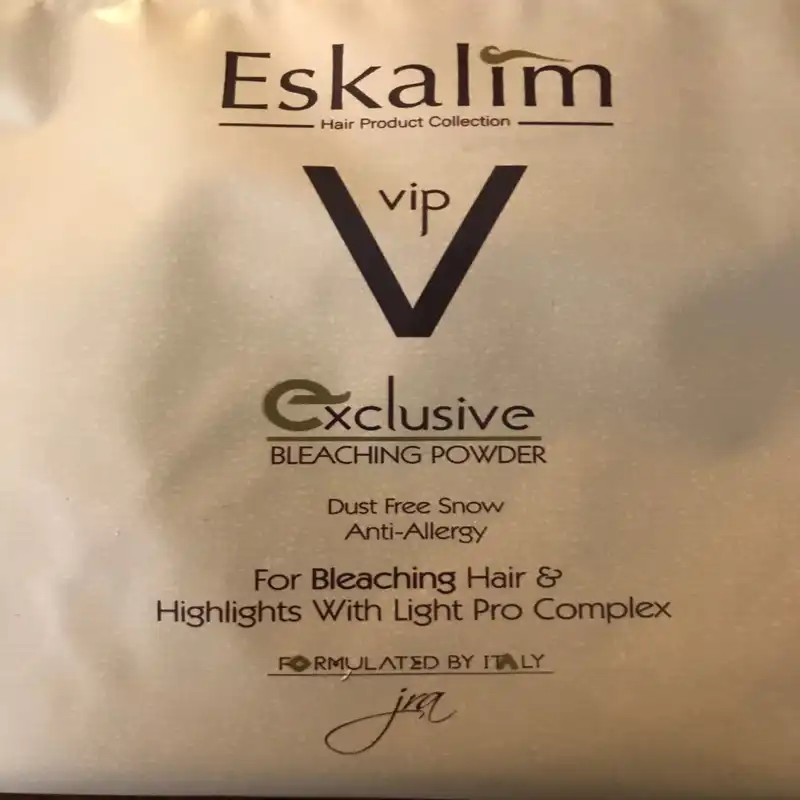 Eskalim
Hair Product Collection
V
vip
exclusive
BLEACHING POWDER
Dust Free Snow
Anti-Allergy
For Bleaching Hair &
Highlights With Light Pro Complex
FORMULATED BY ITALY
jra